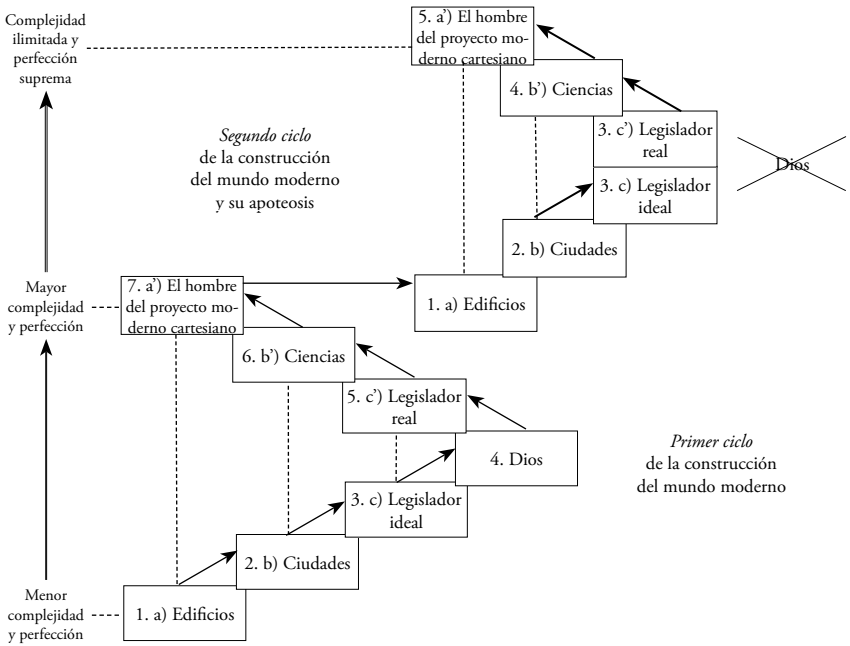 Complejidad
ilimitada y
perfección
suprema
5. a’) El hombre
del proyecto mo-
derno cartesiano
4. b’) Ciencias
3. c’) Legislador
real
Dios
Segundo ciclo
de la construcción
del mundo moderno
y su apoteosis
3. c) Legislador
ideal
2. b) Ciudades
1. a) Edificios
Mayor
complejidad
y perfección
7. a’) El hombre
del proyecto mo-
derno cartesiano
6. b’) Ciencias
5. c’) Legislador
real
4. Dios
Primer ciclo
de la construcción
del mundo moderno
3. c) Legislador
ideal
2. b) Ciudades
Menor
complejidad
y perfección
1. a) Edificios